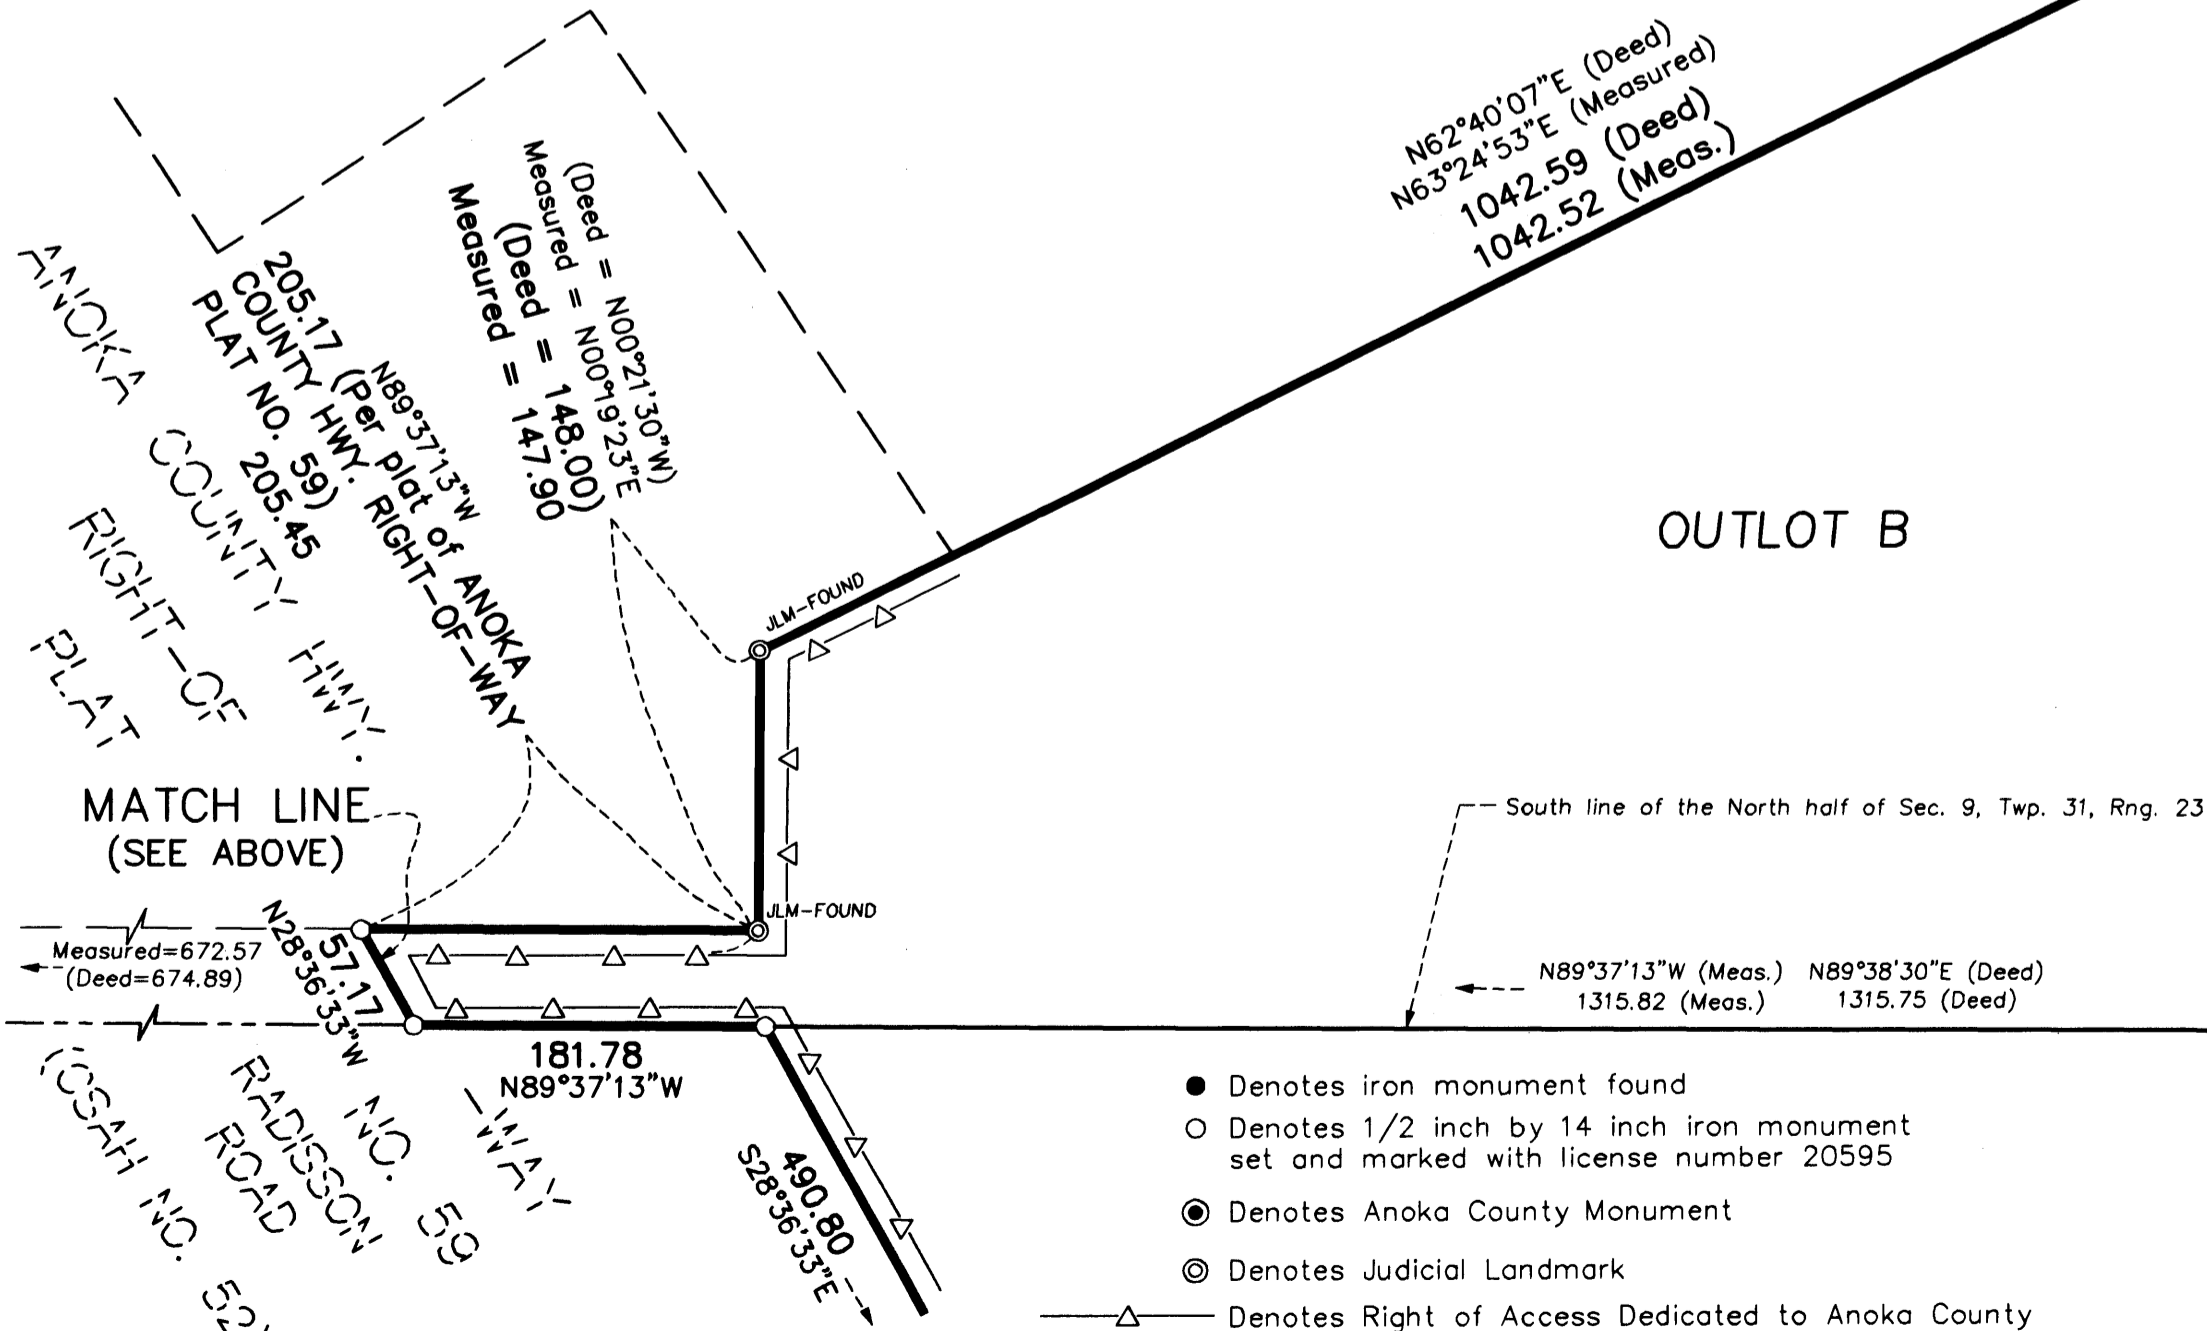 N62°40'07"E (Deed)
N63°24'53"E (Measured)
1042.59 (Deed)
1042.52 (Meas.)
(Deed = N00°21'30"W)
Measured = N00°19'23"E
(Deed = 148.00)
Measured = 147.90
N89°37'13"W
205.17 (Per plat of ANOKA
COUNTY HWY. RIGHT-OF-WAY
PLAT NO. 59)
205.45
ANOKA COUNTY HWY.
RIGHT-OF
PLAT
OUTLOT B
JLM-FOUND
MATCH LINE
(SEE ABOVE)
South line of the North half of Sec. 9, Twp. 31, Rng. 23
JLM-FOUND
Measured=672.57
(Deed=674.89)
57.17
N28°36'33"W
N89°37'13"W (Meas.) N89°38'30"E (Deed)
1315.82 (Meas.) 1315.75 (Deed)
181.78
N89°37'13"W
-WAY
NO. 59
RADISSON
ROAD
(CSAH NO. 52
490.80
S28°36'33"E
Denotes iron monument found
Denotes 1/2 inch by 14 inch iron monument
set and marked with license number 20595
Denotes Anoka County Monument
Denotes Judicial Landmark
Denotes Right of Access Dedicated to Anoka County